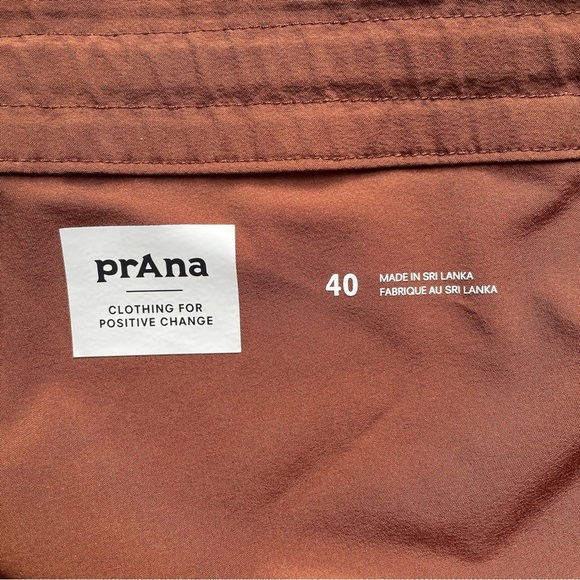 prAna
CLOTHING FOR
POSITIVE CHANGE
40
MADE IN SRI LANKA
FABRIQUE AU SRI LANKA